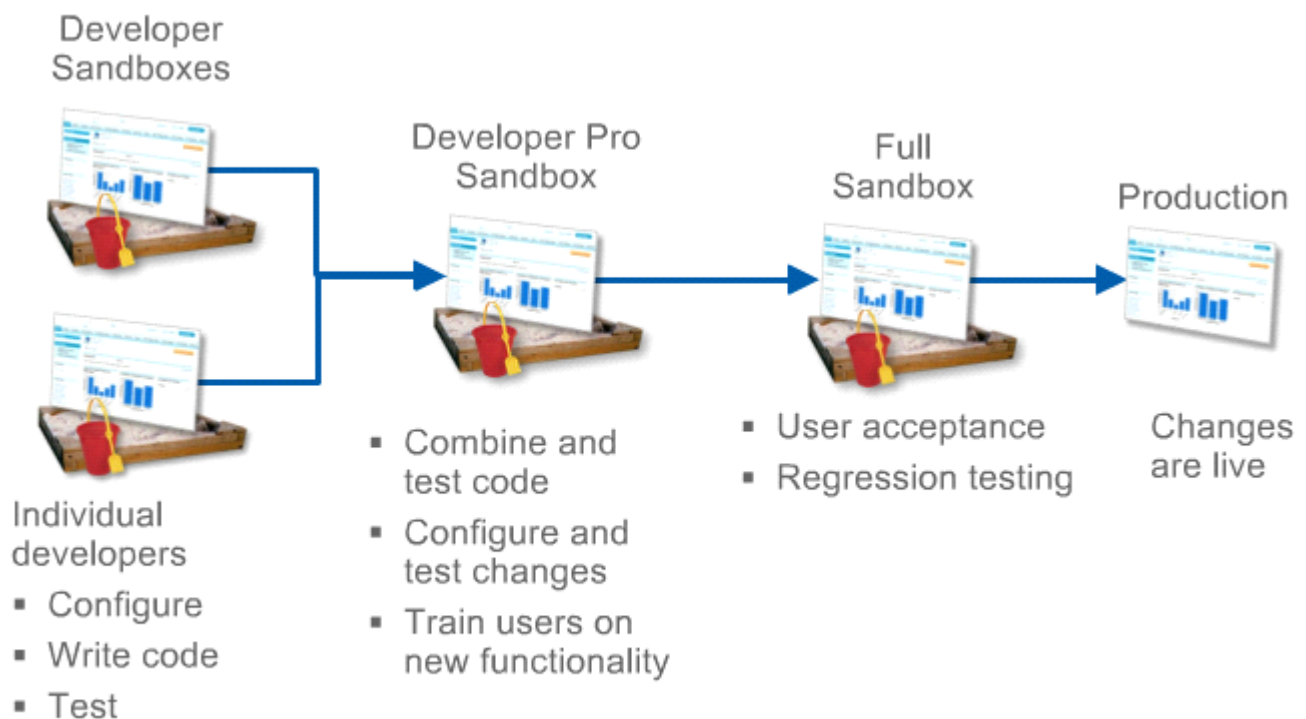 Developer
Sandboxes
Individual
developers
▪ Configure
▪ Write code
▪ Test
Developer Pro
Sandbox
▪ Combine and
test code
▪ Configure and
test changes
▪ Train users on
new functionality
Full
Sandbox
▪ User acceptance
▪ Regression testing
Production
Changes
are live